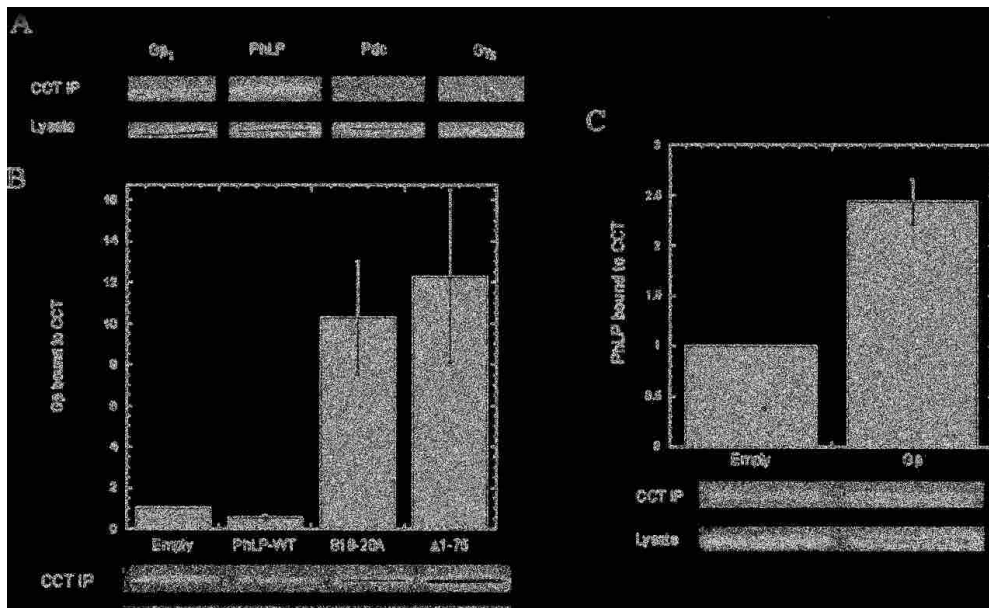 A
Gβ₁ PhLP Pdc Gγ₂
CCT IP
Lysate
B
Gβ bound to CCT
16
14
12
10
8
6
4
2
0
Empty PhLP-WT S18-20A Δ1-75
CCT IP
C
PhLP bound to CCT
3
2.5
2
1.5
1
0.5
0
Empty Gβ
CCT IP
Lysate